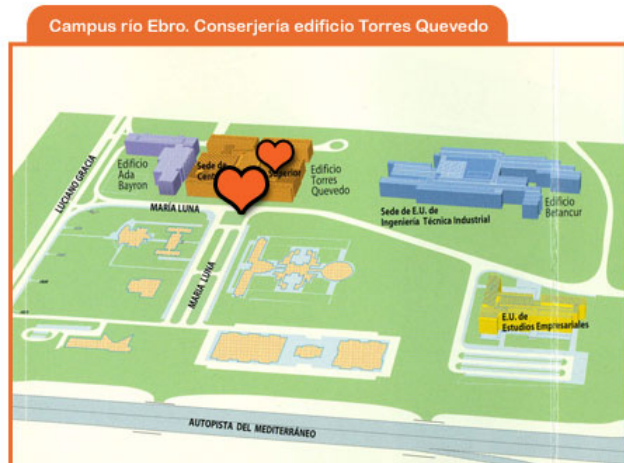 Campus río Ebro. Conserjería edificio Torres Quevedo
LUCIANO GRACIA
Edificio
Ada
Bayron
Sede de
Cent
Superior
Edificio
Torres
Quevedo
MARÍA LUNA
MARÍA LUNA
Sede de E.U. de
Ingeniería Técnica Industrial
Edificio
Betancur
E.U. de
Estudios Empresariales
AUTOPISTA DEL MEDITERRÁNEO